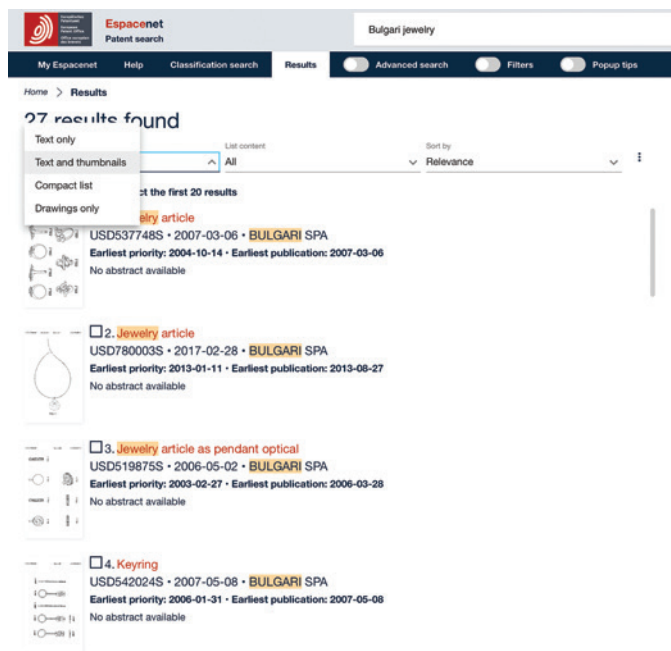 Espacenet
Patent search
Bulgari jewelry
My Espacenet Help Classification search Results Advanced search Filters Popup tips
Home > Results
27 results found
List content Sort by
Text only
Text and thumbnails
Compact list
Drawings only
All Relevance
ct the first 20 results
elry article
USD537748S • 2007-03-06 • BULGARI SPA
Earliest priority: 2004-10-14 • Earliest publication: 2007-03-06
No abstract available
2. Jewelry article
USD780003S • 2017-02-28 • BULGARI SPA
Earliest priority: 2013-01-11 • Earliest publication: 2013-08-27
No abstract available
3. Jewelry article as pendant optical
USD519875S • 2006-05-02 • BULGARI SPA
Earliest priority: 2003-02-27 • Earliest publication: 2006-03-28
No abstract available
4. Keyring
USD542024S • 2007-05-08 • BULGARI SPA
Earliest priority: 2006-01-31 • Earliest publication: 2007-05-08
No abstract available